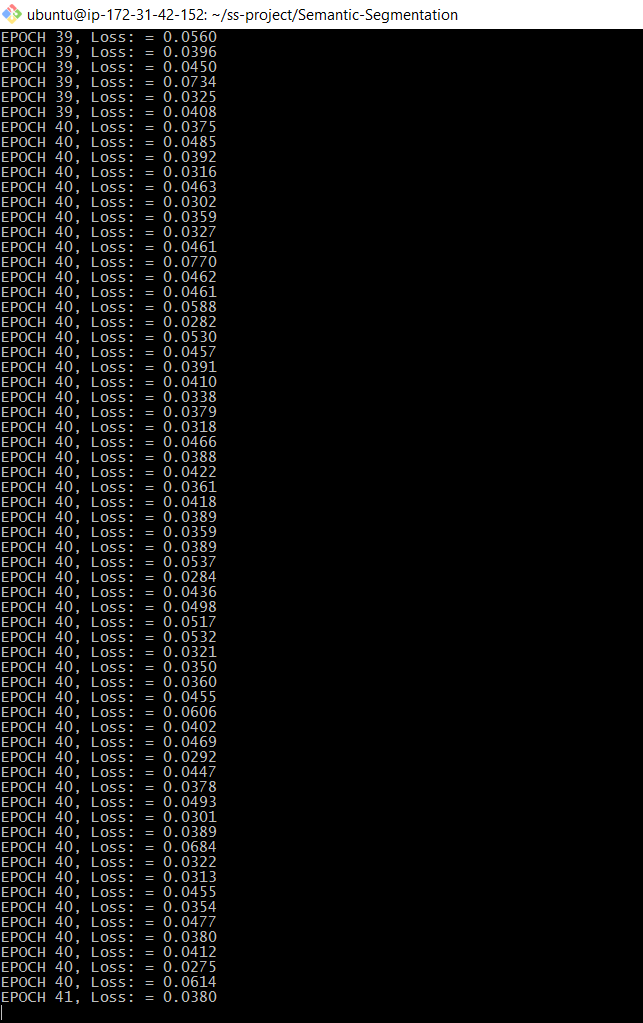 ubuntu@ip-172-31-42-152: ~/ss-project/Semantic-Segmentation
EPOCH 39, Loss: = 0.0560
EPOCH 39, Loss: = 0.0396
EPOCH 39, Loss: = 0.0450
EPOCH 39, Loss: = 0.0734
EPOCH 39, Loss: = 0.0325
EPOCH 39, Loss: = 0.0408
EPOCH 40, Loss: = 0.0375
EPOCH 40, Loss: = 0.0485
EPOCH 40, Loss: = 0.0392
EPOCH 40, Loss: = 0.0316
EPOCH 40, Loss: = 0.0463
EPOCH 40, Loss: = 0.0302
EPOCH 40, Loss: = 0.0359
EPOCH 40, Loss: = 0.0327
EPOCH 40, Loss: = 0.0461
EPOCH 40, Loss: = 0.0770
EPOCH 40, Loss: = 0.0462
EPOCH 40, Loss: = 0.0461
EPOCH 40, Loss: = 0.0588
EPOCH 40, Loss: = 0.0282
EPOCH 40, Loss: = 0.0530
EPOCH 40, Loss: = 0.0457
EPOCH 40, Loss: = 0.0391
EPOCH 40, Loss: = 0.0410
EPOCH 40, Loss: = 0.0338
EPOCH 40, Loss: = 0.0379
EPOCH 40, Loss: = 0.0318
EPOCH 40, Loss: = 0.0466
EPOCH 40, Loss: = 0.0388
EPOCH 40, Loss: = 0.0422
EPOCH 40, Loss: = 0.0361
EPOCH 40, Loss: = 0.0418
EPOCH 40, Loss: = 0.0389
EPOCH 40, Loss: = 0.0359
EPOCH 40, Loss: = 0.0389
EPOCH 40, Loss: = 0.0537
EPOCH 40, Loss: = 0.0284
EPOCH 40, Loss: = 0.0436
EPOCH 40, Loss: = 0.0498
EPOCH 40, Loss: = 0.0517
EPOCH 40, Loss: = 0.0532
EPOCH 40, Loss: = 0.0321
EPOCH 40, Loss: = 0.0350
EPOCH 40, Loss: = 0.0360
EPOCH 40, Loss: = 0.0455
EPOCH 40, Loss: = 0.0606
EPOCH 40, Loss: = 0.0402
EPOCH 40, Loss: = 0.0469
EPOCH 40, Loss: = 0.0292
EPOCH 40, Loss: = 0.0447
EPOCH 40, Loss: = 0.0378
EPOCH 40, Loss: = 0.0493
EPOCH 40, Loss: = 0.0301
EPOCH 40, Loss: = 0.0389
EPOCH 40, Loss: = 0.0684
EPOCH 40, Loss: = 0.0322
EPOCH 40, Loss: = 0.0313
EPOCH 40, Loss: = 0.0455
EPOCH 40, Loss: = 0.0354
EPOCH 40, Loss: = 0.0477
EPOCH 40, Loss: = 0.0380
EPOCH 40, Loss: = 0.0412
EPOCH 40, Loss: = 0.0275
EPOCH 40, Loss: = 0.0614
EPOCH 41, Loss: = 0.0380